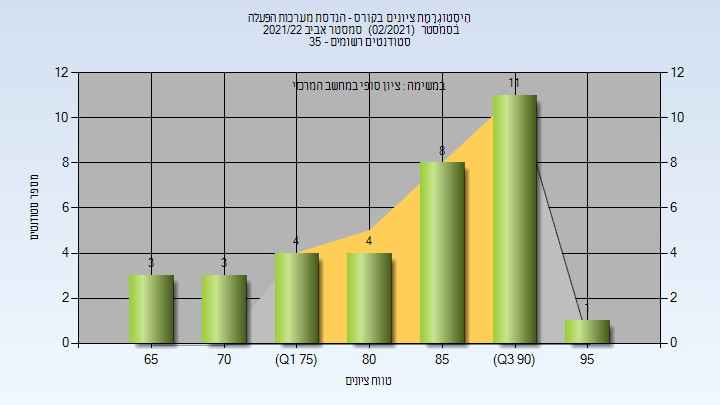 היסטוגרמת ציונים בקורס - הנדסת מערכות הפעלה
בסמסטר (02/2021) סמסטר אביב 2021/22
סטודנטים רשומים - 35
במשימה : ציון סופי במחשב המרכזי
12 12
10 10
8 8
6 6
4 4
2 2
0 0
3 3 4 4 8 11 1
65 70 (Q1 75) 80 85 (Q3 90) 95
מספר סטודנטים
טווח ציונים